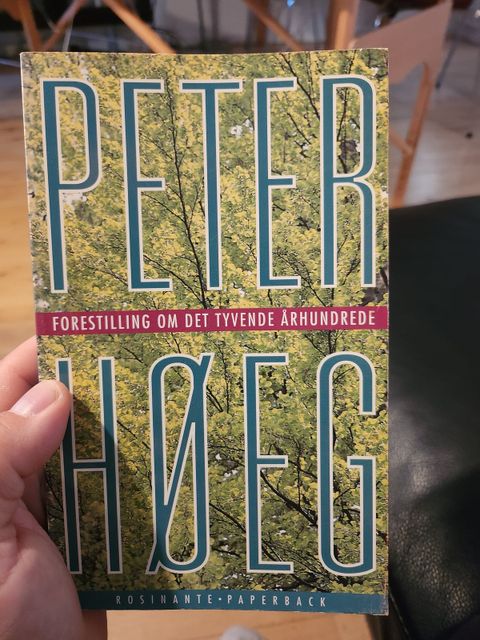 PETER
FORESTILLING OM DET TYVENDE ÅRHUNDREDE
HØEG
ROSINANTE • PAPERBACK